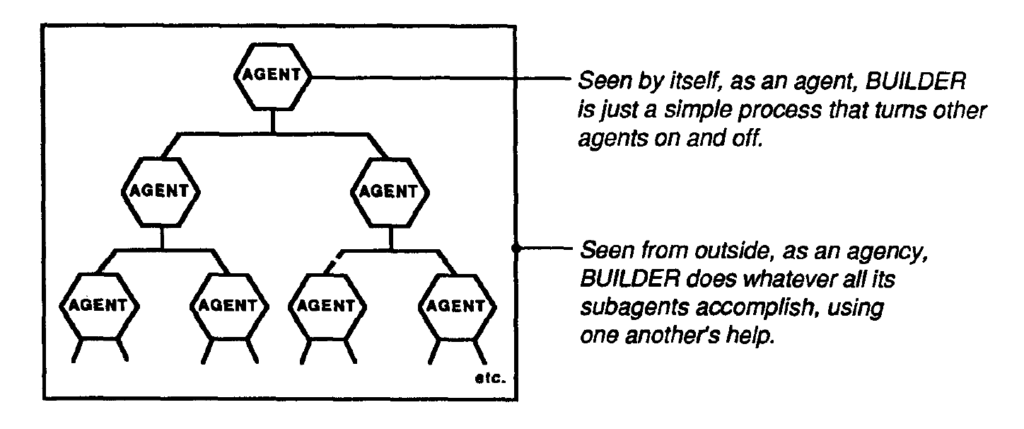 AGENT
Seen by itself, as an agent, BUILDER
is just a simple process that turns other
agents on and off.
AGENT AGENT
Seen from outside, as an agency,
BUILDER does whatever all its
subagents accomplish, using
one another's help.
AGENT AGENT AGENT AGENT
etc.